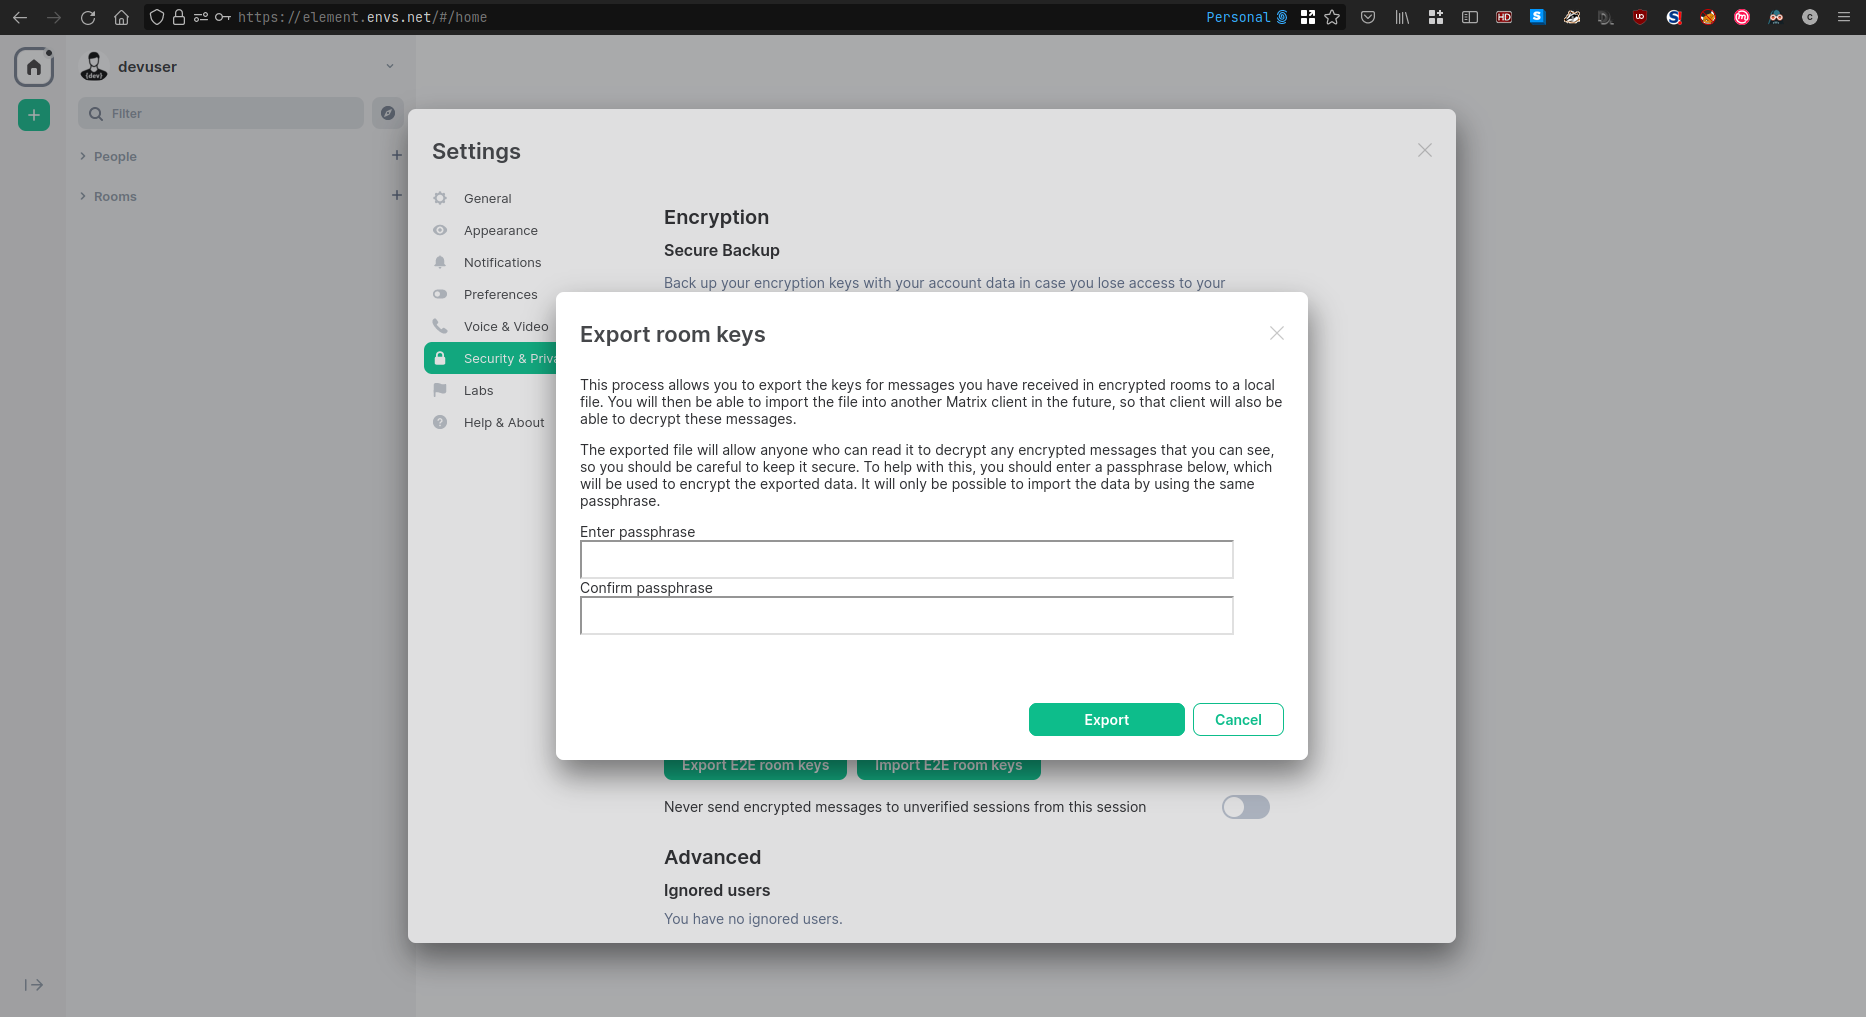 https://element.envs.net/#/home
Personal
HD
S
UD
S
m
C
devuser
{dev}
Filter
People
Rooms
Settings
General
Appearance
Notifications
Preferences
Voice & Video
Security & Priva
Labs
Help & About
Encryption
Secure Backup
Back up your encryption keys with your account data in case you lose access to your
Export room keys
This process allows you to export the keys for messages you have received in encrypted rooms to a local
file. You will then be able to import the file into another Matrix client in the future, so that client will also be
able to decrypt these messages.
The exported file will allow anyone who can read it to decrypt any encrypted messages that you can see,
so you should be careful to keep it secure. To help with this, you should enter a passphrase below, which
will be used to encrypt the exported data. It will only be possible to import the data by using the same
passphrase.
Enter passphrase
Confirm passphrase
Export
Cancel
Export E2E room keys
Import E2E room keys
Never send encrypted messages to unverified sessions from this session
Advanced
Ignored users
You have no ignored users.